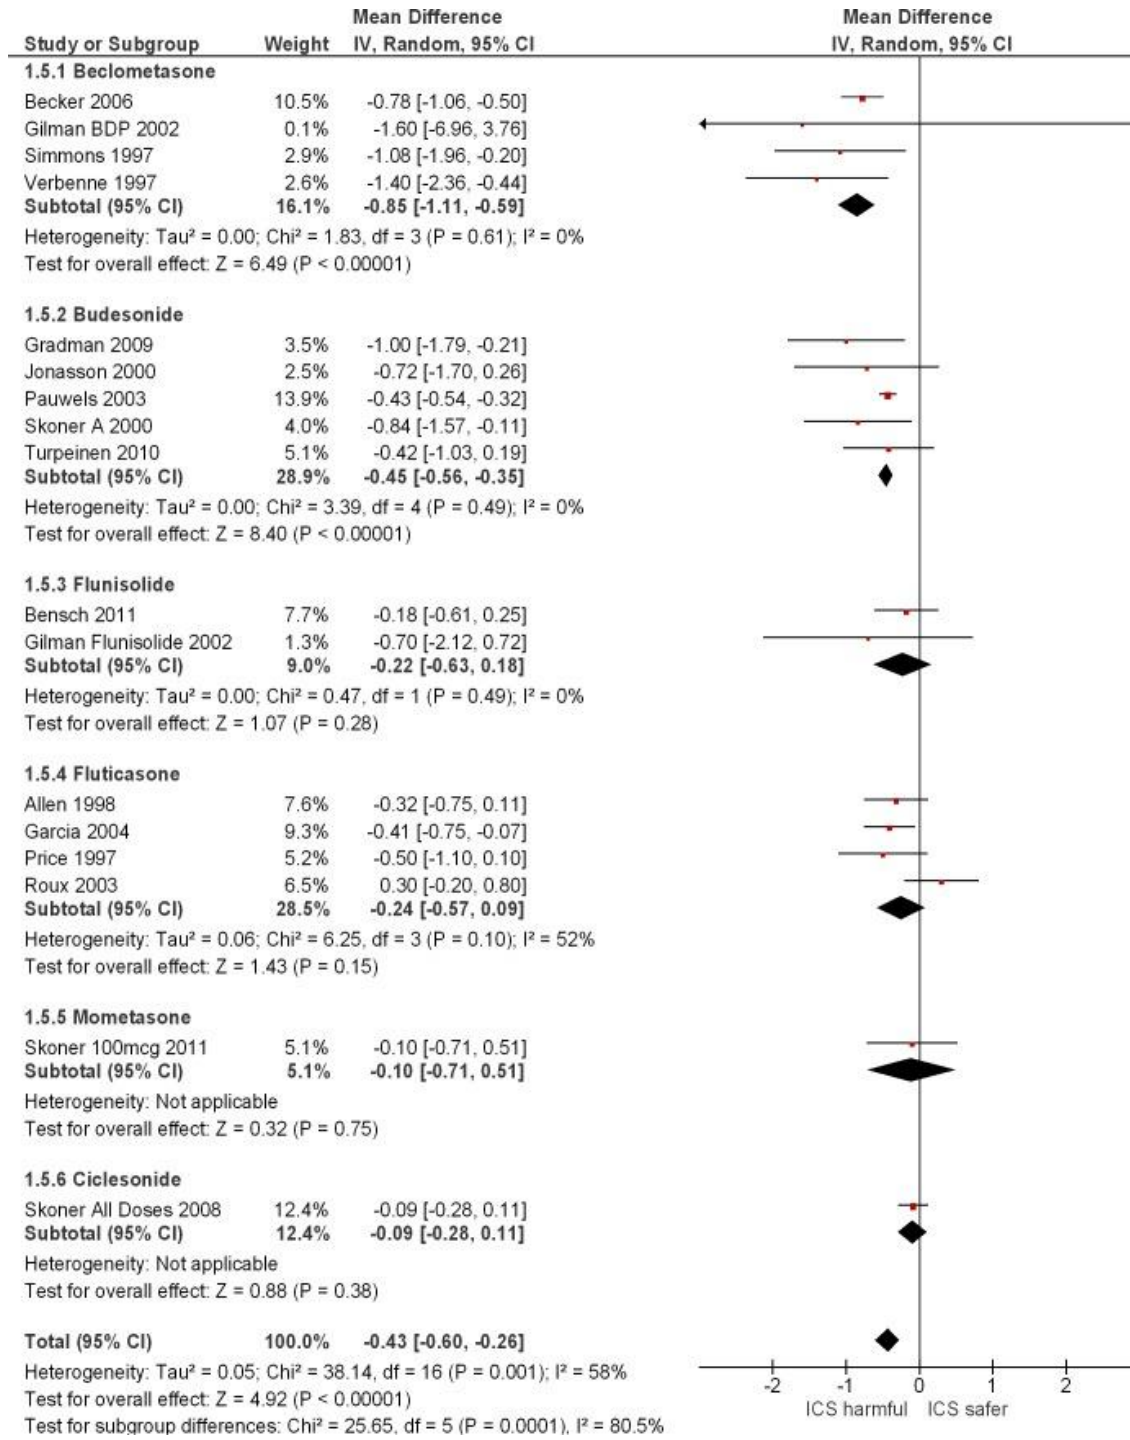 Mean Difference Mean Difference
Study or Subgroup Weight IV, Random, 95% CI IV, Random, 95% CI
1.5.1 Beclometasone
Becker 2006 10.5% -0.78 [-1.06, -0.50]
Gilman BDP 2002 0.1% -1.60 [-6.96, 3.76]
Simmons 1997 2.9% -1.08 [-1.96, -0.20]
Verbenne 1997 2.6% -1.40 [-2.36, -0.44]
Subtotal (95% CI) 16.1% -0.85 [-1.11, -0.59]
Heterogeneity: Tau² = 0.00; Chi² = 1.83, df = 3 (P = 0.61); I² = 0%
Test for overall effect: Z = 6.49 (P < 0.00001)
1.5.2 Budesonide
Gradman 2009 3.5% -1.00 [-1.79, -0.21]
Jonasson 2000 2.5% -0.72 [-1.70, 0.26]
Pauwels 2003 13.9% -0.43 [-0.54, -0.32]
Skoner A 2000 4.0% -0.84 [-1.57, -0.11]
Turpeinen 2010 5.1% -0.42 [-1.03, 0.19]
Subtotal (95% CI) 28.9% -0.45 [-0.56, -0.35]
Heterogeneity: Tau² = 0.00; Chi² = 3.39, df = 4 (P = 0.49); I² = 0%
Test for overall effect: Z = 8.40 (P < 0.00001)
1.5.3 Flunisolide
Bensch 2011 7.7% -0.18 [-0.61, 0.25]
Gilman Flunisolide 2002 1.3% -0.70 [-2.12, 0.72]
Subtotal (95% CI) 9.0% -0.22 [-0.63, 0.18]
Heterogeneity: Tau² = 0.00; Chi² = 0.47, df = 1 (P = 0.49); I² = 0%
Test for overall effect: Z = 1.07 (P = 0.28)
1.5.4 Fluticasone
Allen 1998 7.6% -0.32 [-0.75, 0.11]
Garcia 2004 9.3% -0.41 [-0.75, -0.07]
Price 1997 5.2% -0.50 [-1.10, 0.10]
Roux 2003 6.5% 0.30 [-0.20, 0.80]
Subtotal (95% CI) 28.5% -0.24 [-0.57, 0.09]
Heterogeneity: Tau² = 0.06; Chi² = 6.25, df = 3 (P = 0.10); I² = 52%
Test for overall effect: Z = 1.43 (P = 0.15)
1.5.5 Mometasone
Skoner 100mcg 2011 5.1% -0.10 [-0.71, 0.51]
Subtotal (95% CI) 5.1% -0.10 [-0.71, 0.51]
Heterogeneity: Not applicable
Test for overall effect: Z = 0.32 (P = 0.75)
1.5.6 Ciclesonide
Skoner All Doses 2008 12.4% -0.09 [-0.28, 0.11]
Subtotal (95% CI) 12.4% -0.09 [-0.28, 0.11]
Heterogeneity: Not applicable
Test for overall effect: Z = 0.88 (P = 0.38)
Total (95% CI) 100.0% -0.43 [-0.60, -0.26]
Heterogeneity: Tau² = 0.05; Chi² = 38.14, df = 16 (P = 0.001); I² = 58%
Test for overall effect: Z = 4.92 (P < 0.00001)
Test for subgroup differences: Chi² = 25.65, df = 5 (P = 0.0001), I² = 80.5%
-2 -1 0 1 2
ICS harmful ICS safer